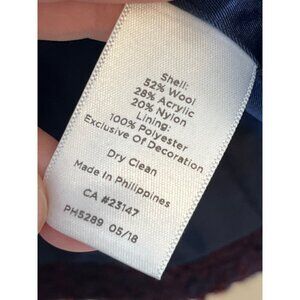 Shell:
52% Wool
28% Acrylic
20% Nylon
Lining:
100% Polyester
Exclusive Of Decoration
Dry Clean
Made In Philippines
CA #23147
PH5289 05/18